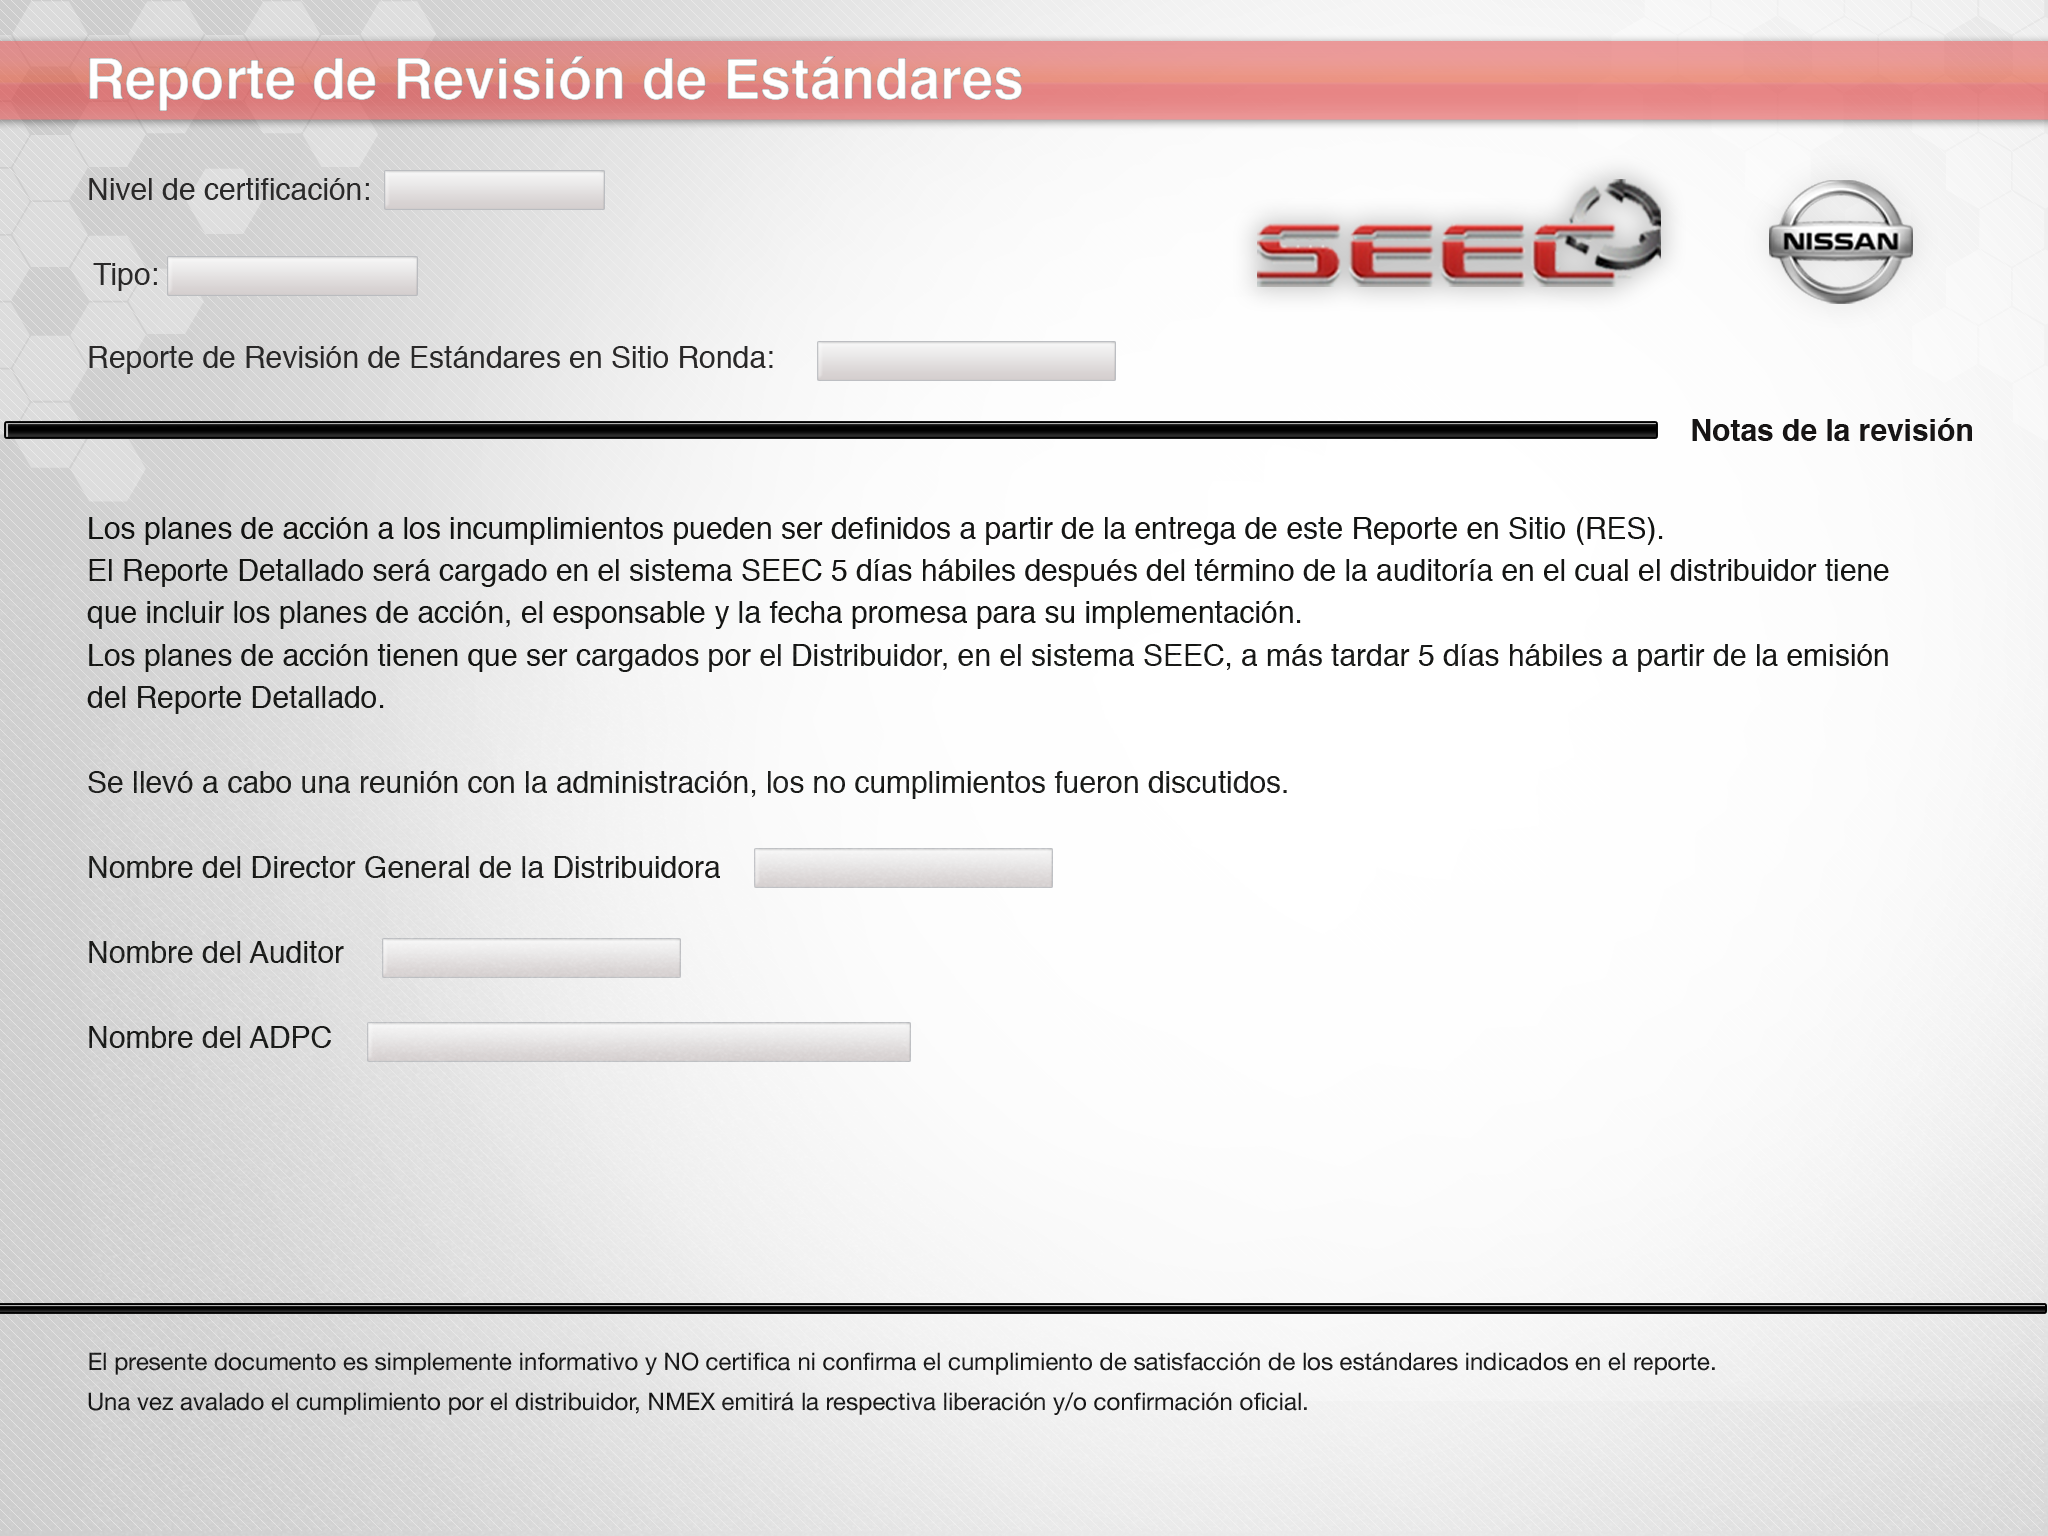 Reporte de Revisión de Estándares
Nivel de certificación:
SEEC
NISSAN
Tipo:
Reporte de Revisión de Estándares en Sitio Ronda:
Notas de la revisión
Los planes de acción a los incumplimientos pueden ser definidos a partir de la entrega de este Reporte en Sitio (RES).
El Reporte Detallado será cargado en el sistema SEEC 5 días hábiles después del término de la auditoría en el cual el distribuidor tiene
que incluir los planes de acción, el esponsable y la fecha promesa para su implementación.
Los planes de acción tienen que ser cargados por el Distribuidor, en el sistema SEEC, a más tardar 5 días hábiles a partir de la emisión
del Reporte Detallado.
Se llevó a cabo una reunión con la administración, los no cumplimientos fueron discutidos.
Nombre del Director General de la Distribuidora
Nombre del Auditor
Nombre del ADPC
El presente documento es simplemente informativo y NO certifica ni confirma el cumplimiento de satisfacción de los estándares indicados en el reporte.
Una vez avalado el cumplimiento por el distribuidor, NMEX emitirá la respectiva liberación y/o confirmación oficial.